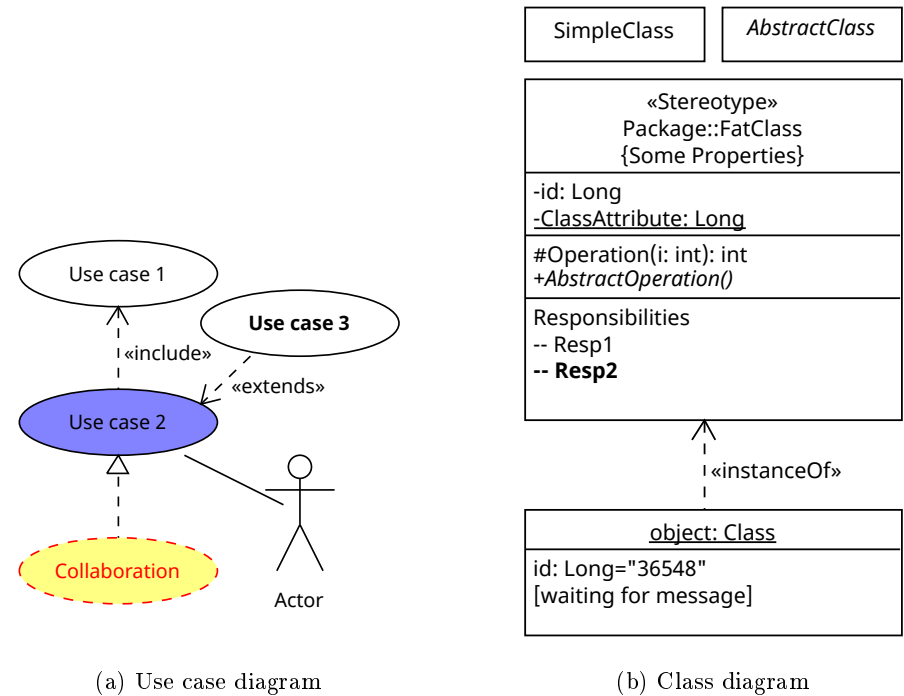 Use case 1
Use case 3
«include»
«extends»
Use case 2
Collaboration
Actor
(a) Use case diagram
SimpleClass
AbstractClass
«Stereotype»
Package::FatClass
{Some Properties}
-id: Long
-ClassAttribute: Long
#Operation(i: int): int
+AbstractOperation()
Responsibilities
-- Resp1
-- Resp2
«instanceOf»
object: Class
id: Long="36548"
[waiting for message]
(b) Class diagram